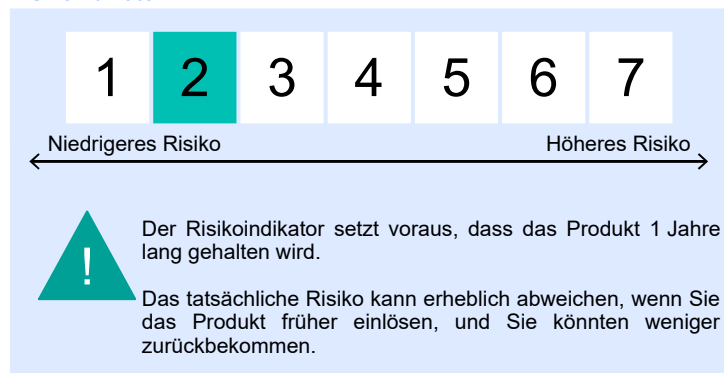 1 2 3 4 5 6 7
Niedrigeres Risiko Höheres Risiko
!
Der Risikoindikator setzt voraus, dass das Produkt 1 Jahre
lang gehalten wird.
Das tatsächliche Risiko kann erheblich abweichen, wenn Sie
das Produkt früher einlösen, und Sie könnten weniger
zurückbekommen.